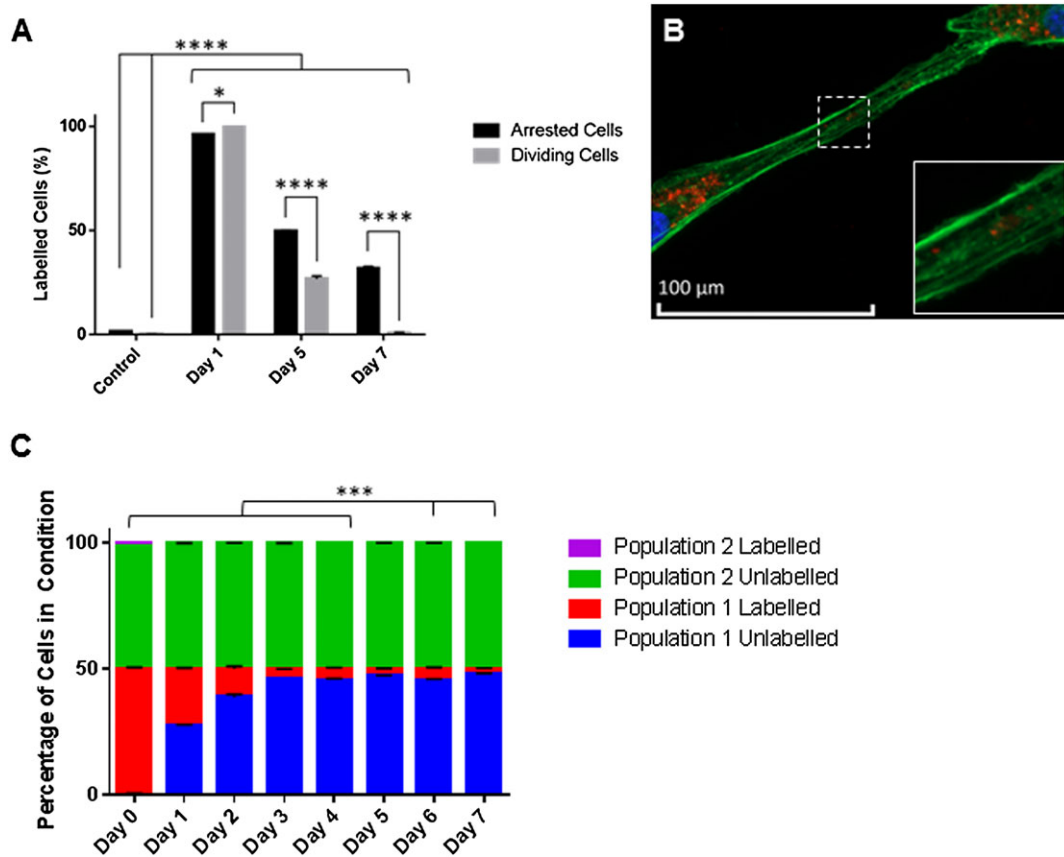 A
****
*
****
****
Labelled Cells (%)
100
50
0
Control
Day 1
Day 5
Day 7
Arrested Cells
Dividing Cells
B
100 µm
C
***
Percentage of Cells in Condition
100
50
0
Day 0
Day 1
Day 2
Day 3
Day 4
Day 5
Day 6
Day 7
Population 2 Labelled
Population 2 Unlabelled
Population 1 Labelled
Population 1 Unlabelled